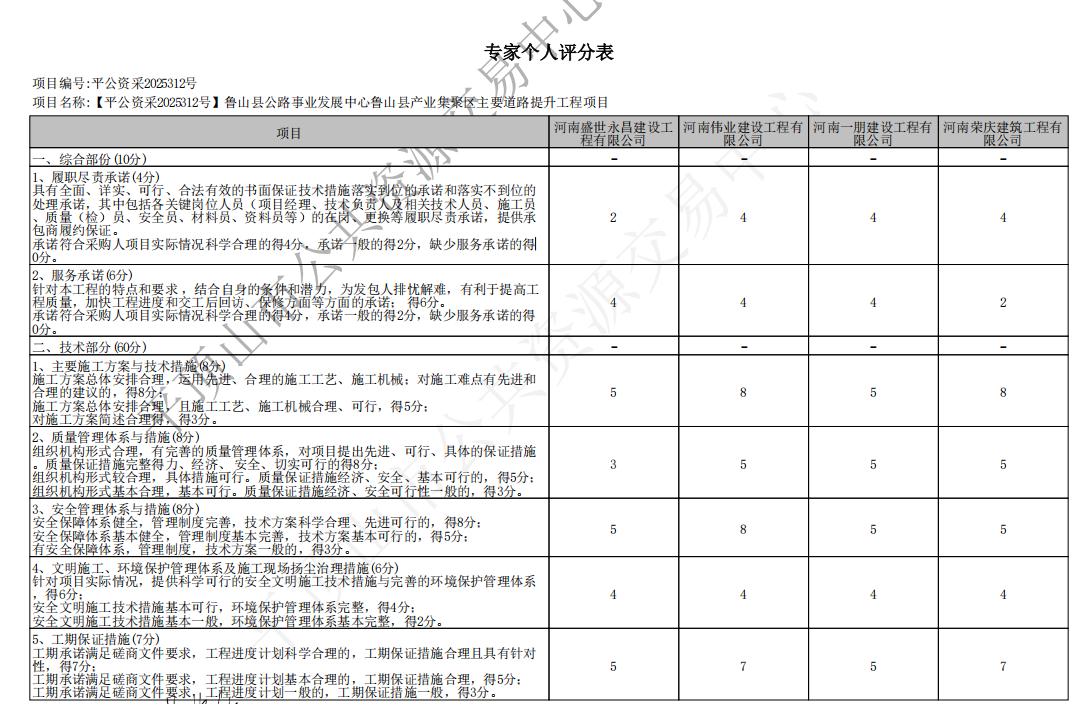 专家个人评分表
项目编号:平公资采2025312号
项目名称:【平公资采2025312号】鲁山县公路事业发展中心鲁山县产业集聚区主要道路提升工程项目
项目 河南盛世永昌建设工程有限公司 河南伟业建设工程有限公司 河南一朋建设工程有限公司 河南荣庆建筑工程有限公司
一、综合部份(10分) - - - -
1、履职尽责承诺(4分)
具有全面、详实、可行、合法有效的书面保证技术措施落实到位的承诺和落实不到位的
处理承诺，其中包括各关键岗位人员（项目经理、技术负责人及相关技术人员、施工员
、质量（检）员、安全员、材料员、资料员等）的在岗、更换等履职尽责承诺，提供承
包商履约保证。
承诺符合采购人项目实际情况科学合理的得4分，承诺一般的得2分，缺少服务承诺的得
0分。
2 4 4 4
2、服务承诺(6分)
针对本工程的特点和要求，结合自身的条件和潜力，为发包人排忧解难，有利于提高工
程质量，加快工程进度和交工后回访、保修方面等方面的承诺； 得6分。
承诺符合采购人项目实际情况科学合理的得4分，承诺一般的得2分，缺少服务承诺的得
0分。
4 4 4 2
二、技术部分(60分) - - - -
1、主要施工方案与技术措施(8分)
施工方案总体安排合理，运用先进、合理的施工工艺、施工机械；对施工难点有先进和
合理的建议的，得8分；
施工方案总体安排合理，且施工工艺、施工机械合理、可行，得5分；
对施工方案简述合理得，得3分。
5 8 5 8
2、质量管理体系与措施(8分)
组织机构形式合理，有完善的质量管理体系，对项目提出先进、可行、具体的保证措施
。质量保证措施完整得力、经济、安全、切实可行的得8分；
组织机构形式较合理，具体措施可行。质量保证措施经济、安全、基本可行的，得5分；
组织机构形式基本合理，基本可行。质量保证措施经济、安全可行性一般的，得3分。
3 5 5 5
3、安全管理体系与措施(8分)
安全保障体系健全，管理制度完善，技术方案科学合理、先进可行的，得8分；
安全保障体系基本健全，管理制度基本完善，技术方案基本可行的，得5分；
有安全保障体系，管理制度，技术方案一般的，得3分。
5 8 5 5
4、文明施工、环境保护管理体系及施工现场扬尘治理措施(6分)
针对项目实际情况，提供科学可行的安全文明施工技术措施与完善的环境保护管理体系
，得6分；
安全文明施工技术措施基本可行，环境保护管理体系完整，得4分；
安全文明施工技术措施基本一般，环境保护管理体系基本完整，得2分。
4 4 4 4
5、工期保证措施(7分)
工期承诺满足磋商文件要求，工程进度计划科学合理的，工期保证措施合理且具有针对
性，得7分；
工期承诺满足磋商文件要求，工程进度计划基本合理的，工期保证措施合理，得5分；
工期承诺满足磋商文件要求，工程进度计划一般的，工期保证措施一般，得3分。
5 7 5 7
平顶山市公共资源交易中心
平顶山市公共资源交易中心